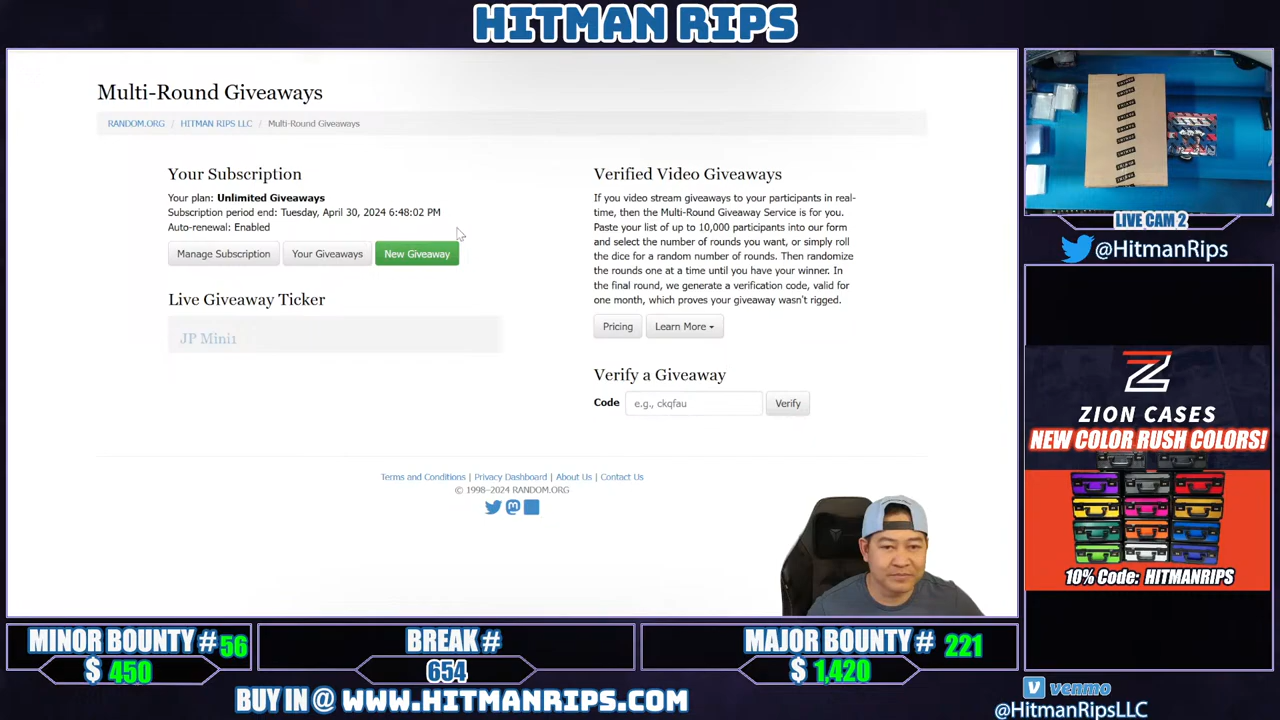 HITMAN RIPS
Multi-Round Giveaways
RANDOM.ORG / HITMAN RIPS LLC / Multi-Round Giveaways
Your Subscription
Your plan: Unlimited Giveaways
Subscription period end: Tuesday, April 30, 2024 6:48:02 PM
Auto-renewal: Enabled
Manage Subscription
Your Giveaways
New Giveaway
Live Giveaway Ticker
JP Mini1
Verified Video Giveaways
If you video stream giveaways to your participants in real-
time, then the Multi-Round Giveaway Service is for you.
Paste your list of up to 10,000 participants into our form
and select the number of rounds you want, or simply roll
the dice for a random number of rounds. Then randomize
the rounds one at a time until you have your winner. In
the final round, we generate a verification code, valid for
one month, which proves your giveaway wasn't rigged.
Pricing
Learn More
Verify a Giveaway
Code e.g., ckqfau Verify
Terms and Conditions | Privacy Dashboard | About Us | Contact Us
© 1998–2024 RANDOM.ORG
LIVE CAM 2
@HitmanRips
Z
ZION CASES
NEW COLOR RUSH COLORS!
10% Code: HITMANRIPS
MINOR BOUNTY # 56
$ 450
BREAK #
654
MAJOR BOUNTY # 221
$ 1,420
BUY IN @ WWW.HITMANRIPS.COM
venmo
@HitmanRipsLLC